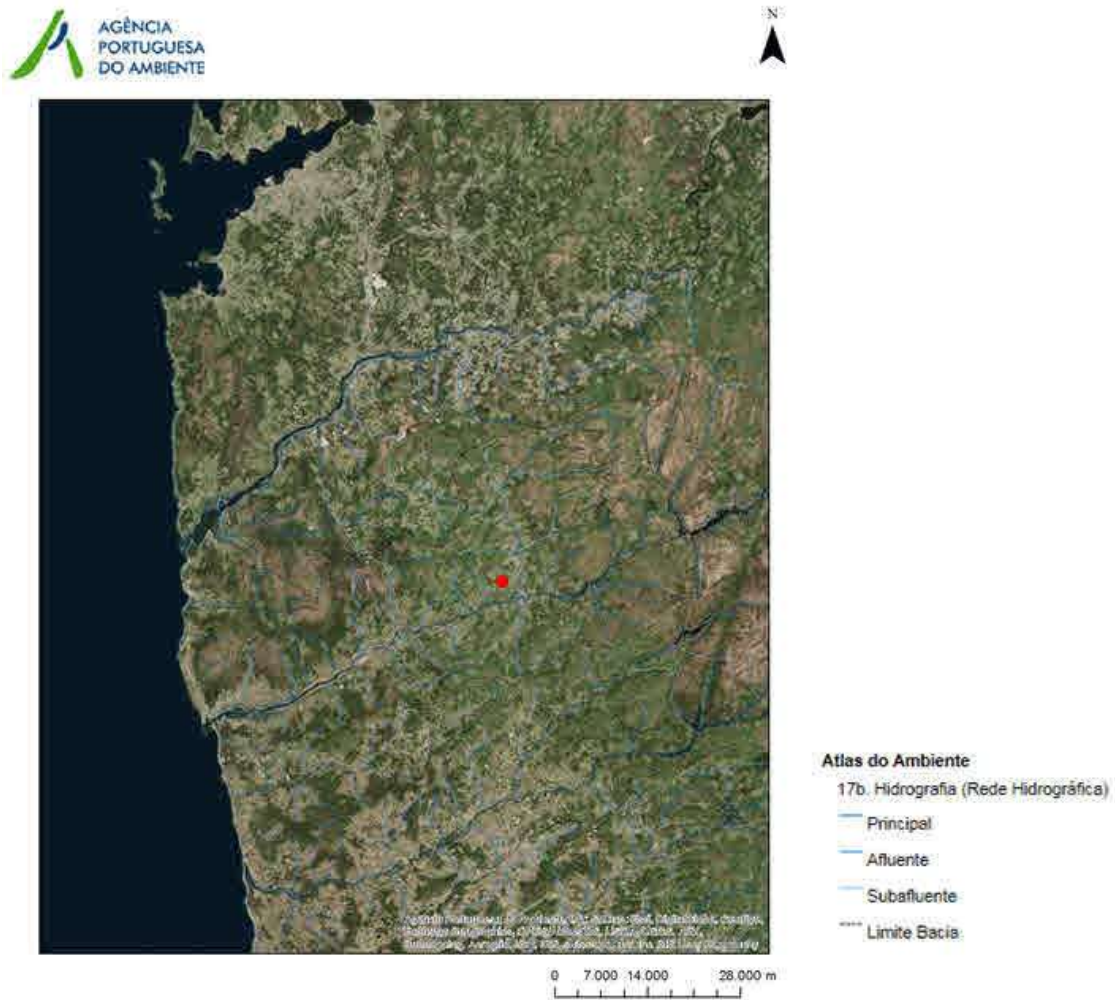 AGÊNCIA
PORTUGUESA
DO AMBIENTE
N
Atlas do Ambiente
17b. Hidrografia (Rede Hidrográfica)
Principal
Afluente
Subafluente
Limite Bacia
0 7.000 14.000 28.000 m